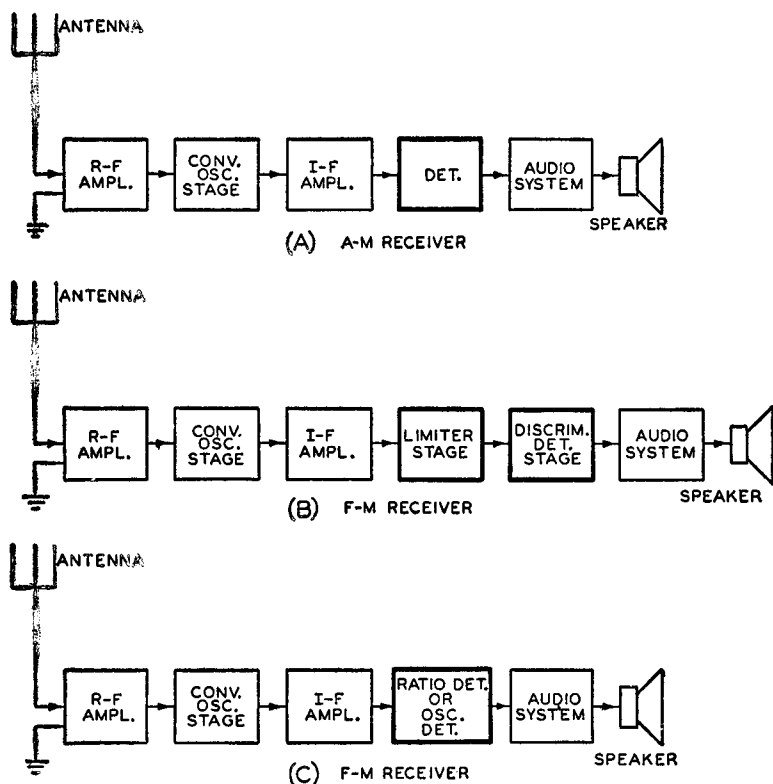 ANTENNA
R-F
AMPL.
CONV.
OSC.
STAGE
I-F
AMPL.
DET.
AUDIO
SYSTEM
SPEAKER
(A) A-M RECEIVER
ANTENNA
R-F
AMPL.
CONV.
OSC.
STAGE
I-F
AMPL.
LIMITER
STAGE
DISCRIM.
DET.
STAGE
AUDIO
SYSTEM
SPEAKER
(B) F-M RECEIVER
ANTENNA
R-F
AMPL.
CONV.
OSC.
STAGE
I-F
AMPL.
RATIO DET.
OR
OSC.
DET.
AUDIO
SYSTEM
SPEAKER
(C) F-M RECEIVER